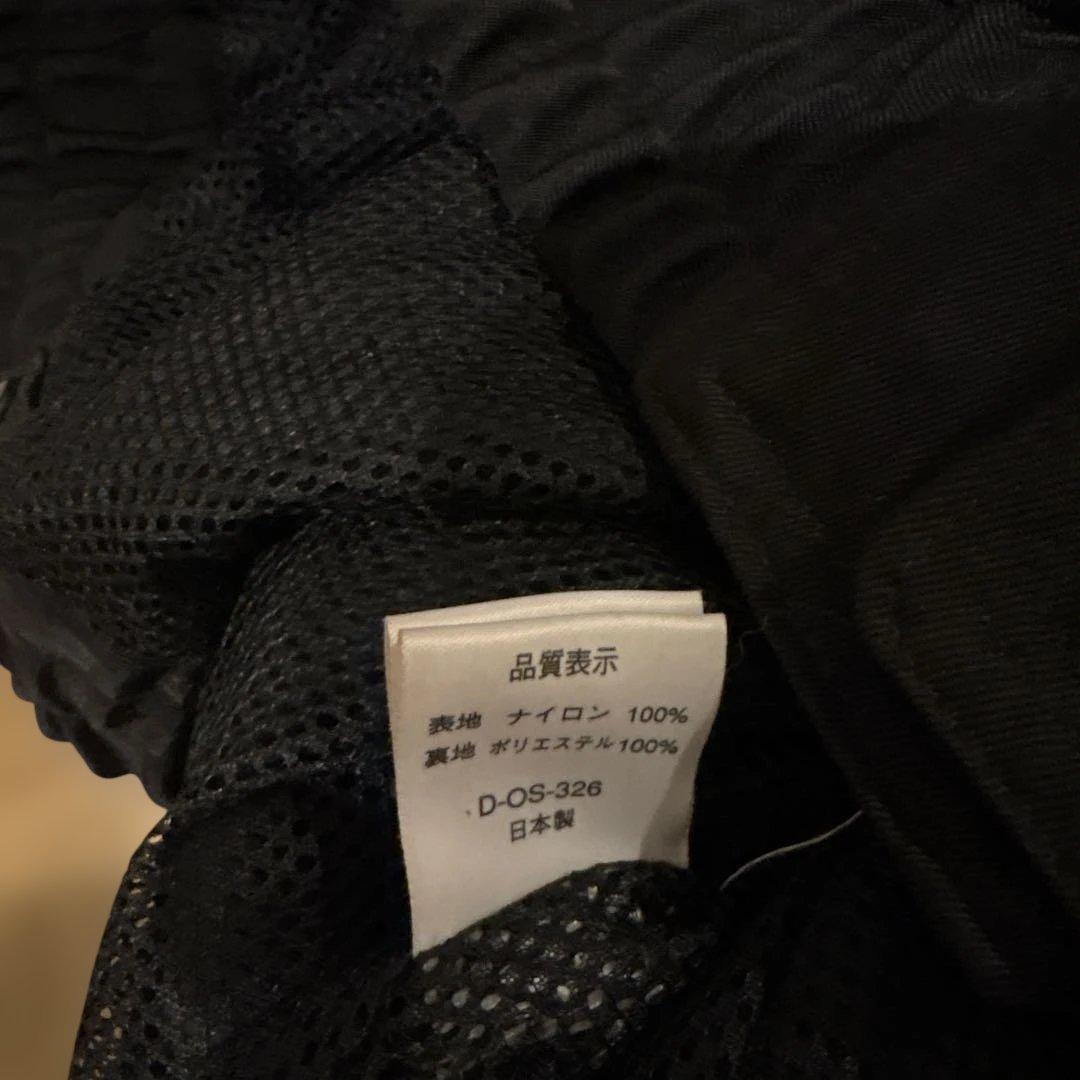 品質表示
表地 ナイロン 100%
裏地 ポリエステル100%
D-OS-326
日本製